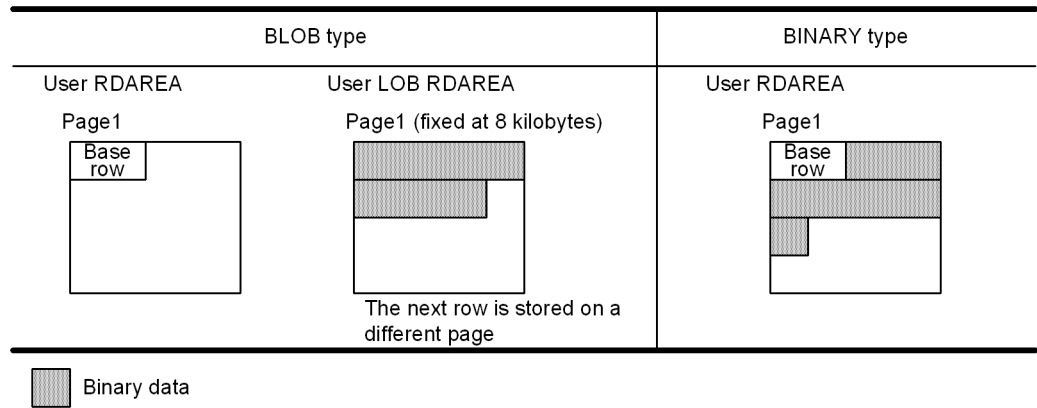 BLOB type
BINARY type
User RDAREA
User LOB RDAREA
User RDAREA
Page1
Page1 (fixed at 8 kilobytes)
Page1
Base
row
Base
row
The next row is stored on a
different page
Binary data